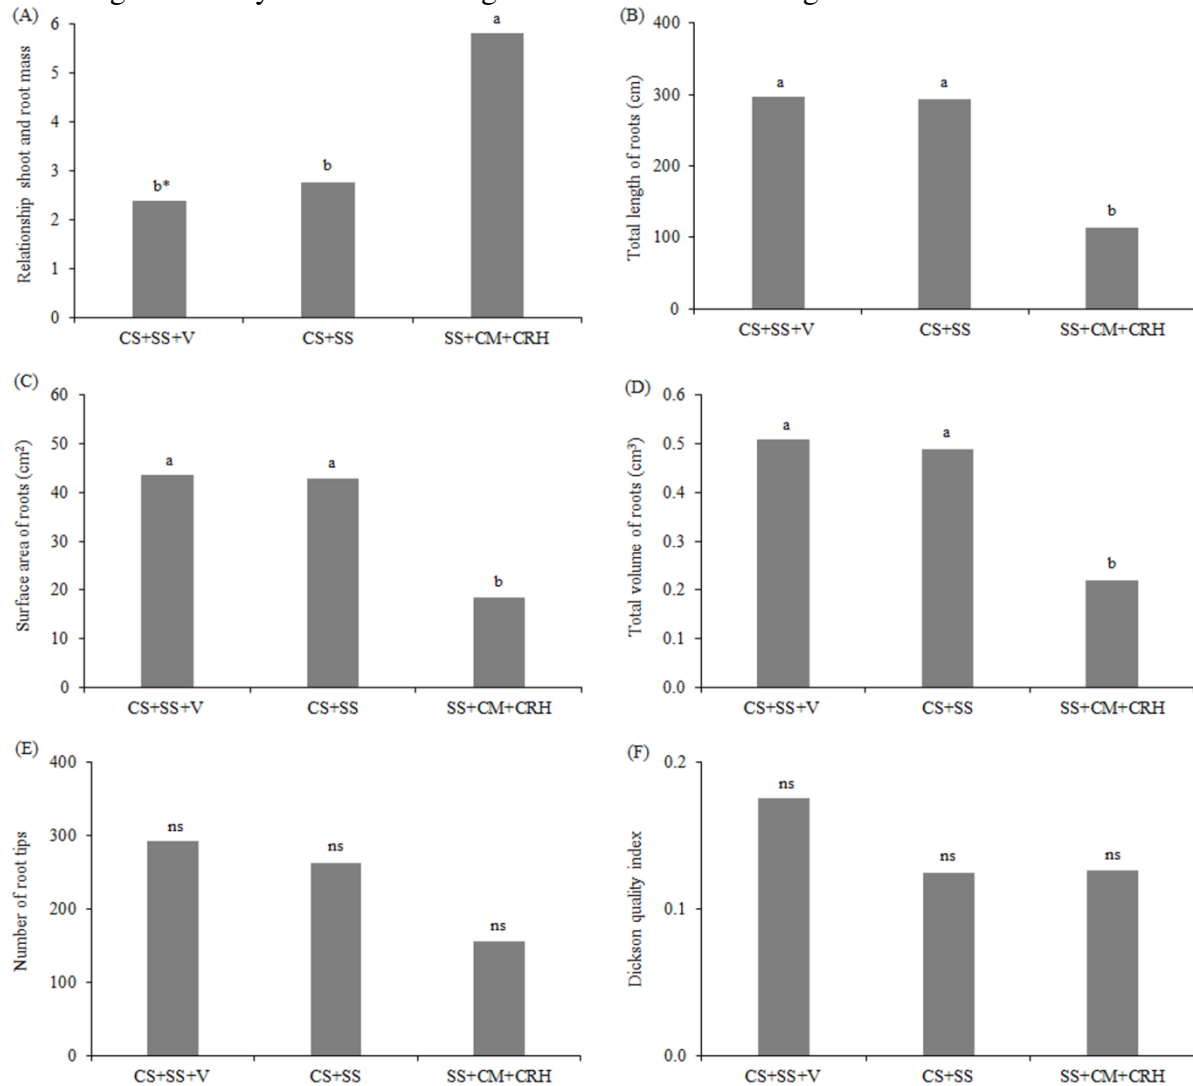 (A)
Relationship shoot and root mass
6
5
4
3
2
1
0
b*
b
a
CS+SS+V CS+SS SS+CM+CRH
(B)
Total length of roots (cm)
400
300
200
100
0
a
a
b
CS+SS+V CS+SS SS+CM+CRH
(C)
Surface area of roots (cm²)
60
50
40
30
20
10
0
a
a
b
CS+SS+V CS+SS SS+CM+CRH
(D)
Total volume of roots (cm³)
0.6
0.5
0.4
0.3
0.2
0.1
0.0
a
a
b
CS+SS+V CS+SS SS+CM+CRH
(E)
Number of root tips
400
300
200
100
0
ns
ns
ns
CS+SS+V CS+SS SS+CM+CRH
(F)
Dickson quality index
0.2
0.1
0.0
ns
ns
ns
CS+SS+V CS+SS SS+CM+CRH